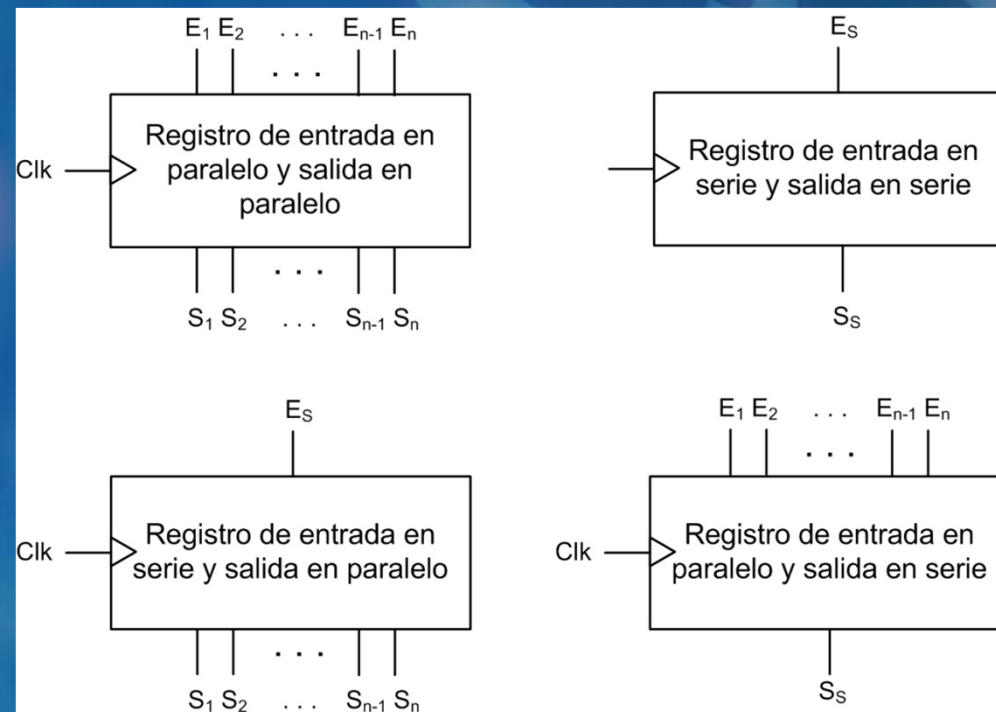 E1 E2 . . . En-1 En
. . .
Clk
Registro de entrada en
paralelo y salida en
paralelo
. . .
S1 S2 . . . Sn-1 Sn
ES
Registro de entrada en
serie y salida en serie
SS
ES
Clk
Registro de entrada en
serie y salida en paralelo
. . .
S1 S2 . . . Sn-1 Sn
E1 E2 . . . En-1 En
. . .
Clk
Registro de entrada en
paralelo y salida en serie
SS